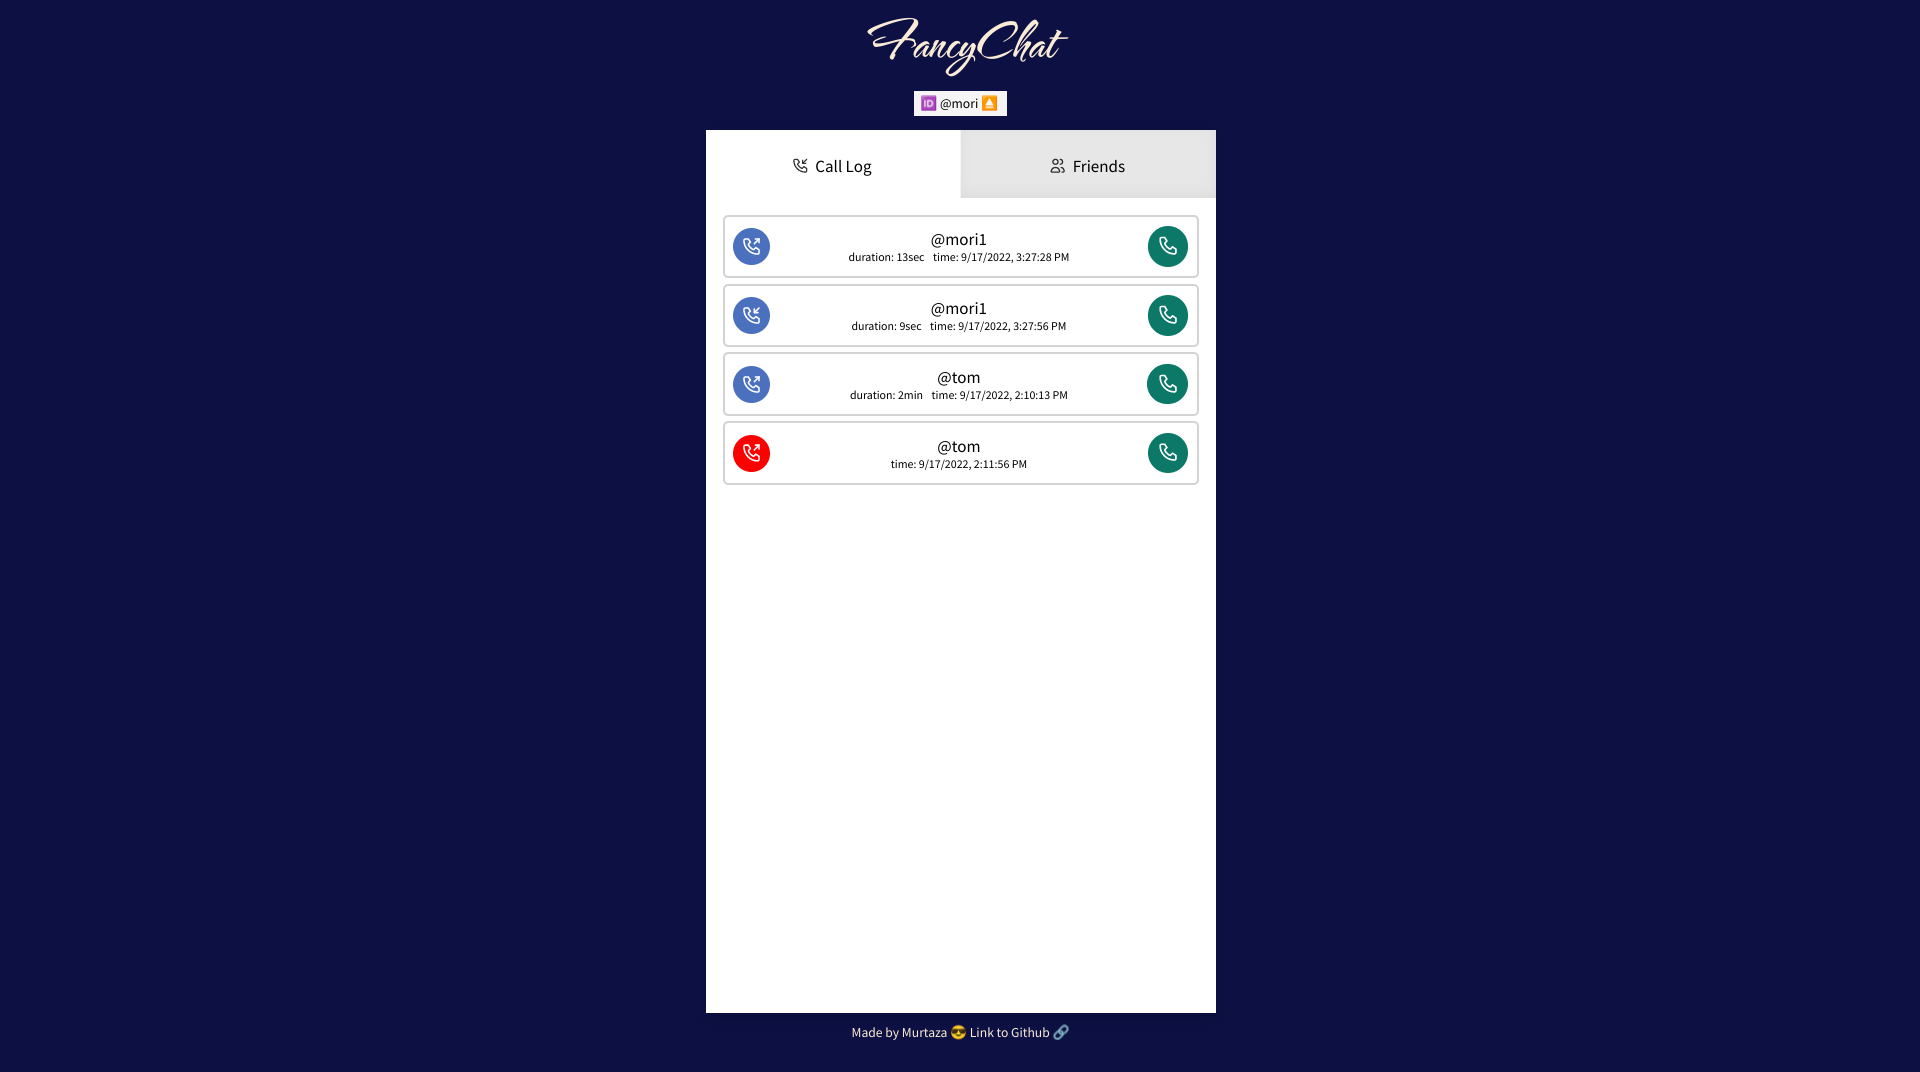 FancyChat
🆔 @mori ⏏️
Call Log
Friends
@mori1
duration: 13sec time: 9/17/2022, 3:27:28 PM
@mori1
duration: 9sec time: 9/17/2022, 3:27:56 PM
@tom
duration: 2min time: 9/17/2022, 2:10:13 PM
@tom
time: 9/17/2022, 2:11:56 PM
Made by Murtaza 😎 Link to Github 🔗